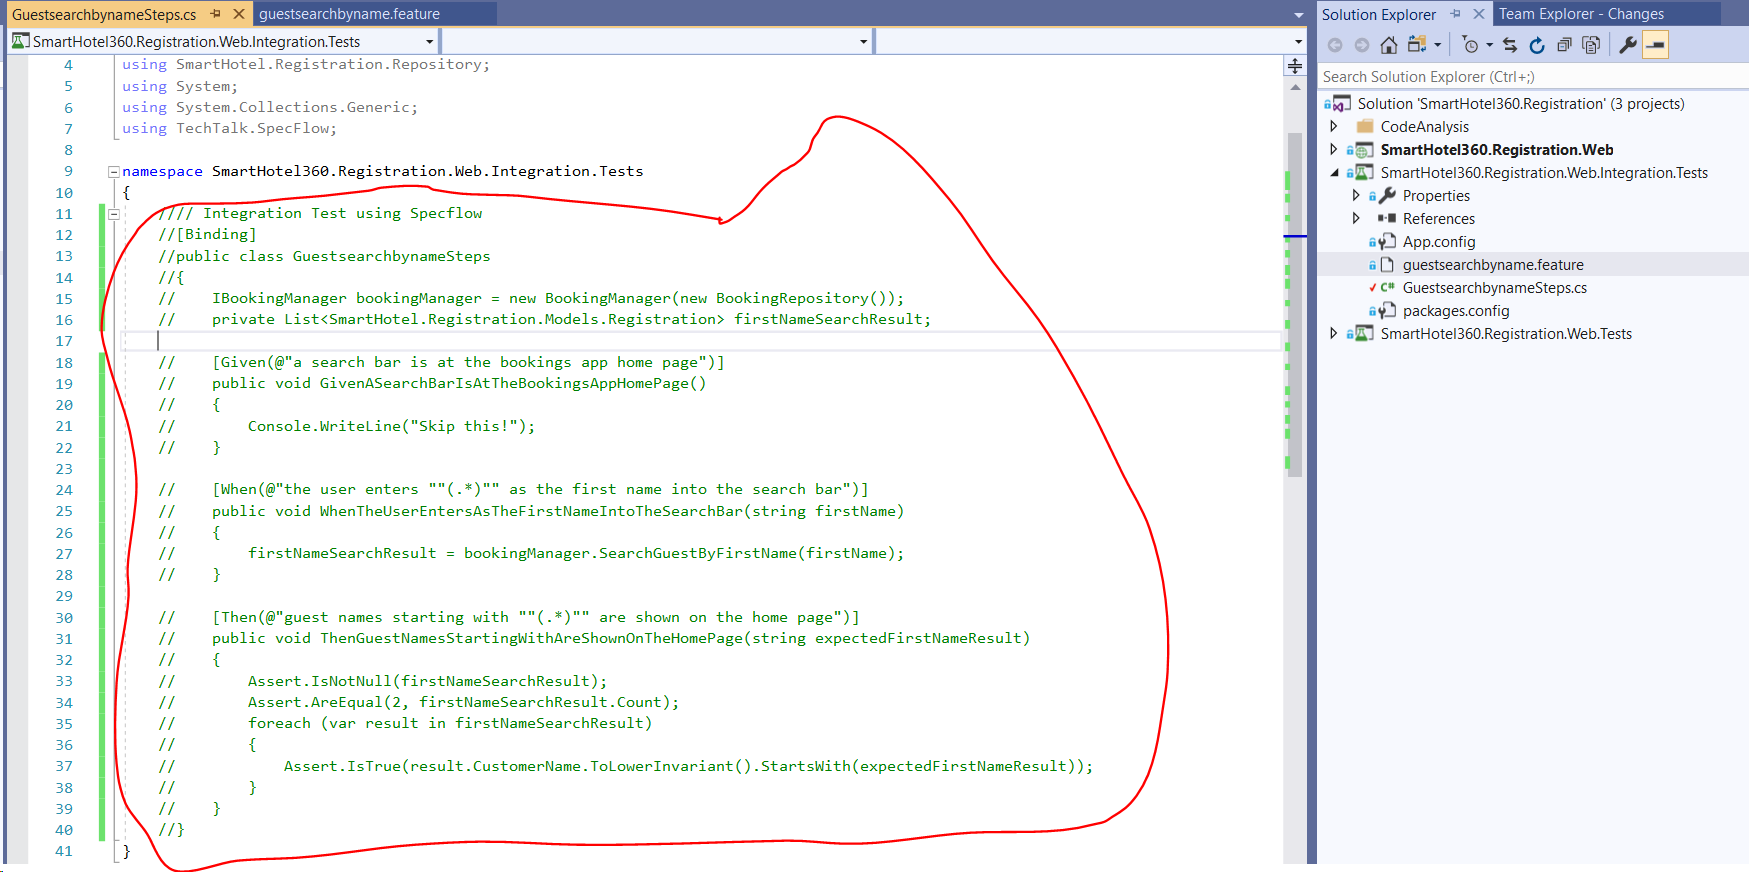 GuestsearchbynameSteps.cs
guestsearchbyname.feature
SmartHotel360.Registration.Web.Integration.Tests
4 using SmartHotel.Registration.Repository;
5 using System;
6 using System.Collections.Generic;
7 using TechTalk.SpecFlow;
8
9 namespace SmartHotel360.Registration.Web.Integration.Tests
10 {
11 //// Integration Test using Specflow
12 //[Binding]
13 //public class GuestsearchbynameSteps
14 //{
15 // IBookingManager bookingManager = new BookingManager(new BookingRepository());
16 // private List<SmartHotel.Registration.Models.Registration> firstNameSearchResult;
17
18 // [Given(@"a search bar is at the bookings app home page")]
19 // public void GivenASearchBarIsAtTheBookingsAppHomePage()
20 // {
21 // Console.WriteLine("Skip this!");
22 // }
23
24 // [When(@"the user enters ""(.*)"" as the first name into the search bar")]
25 // public void WhenTheUserEntersAsTheFirstNameIntoTheSearchBar(string firstName)
26 // {
27 // firstNameSearchResult = bookingManager.SearchGuestByFirstName(firstName);
28 // }
29
30 // [Then(@"guest names starting with ""(.*)"" are shown on the home page")]
31 // public void ThenGuestNamesStartingWithAreShownOnTheHomePage(string expectedFirstNameResult)
32 // {
33 // Assert.IsNotNull(firstNameSearchResult);
34 // Assert.AreEqual(2, firstNameSearchResult.Count);
35 // foreach (var result in firstNameSearchResult)
36 // {
37 // Assert.IsTrue(result.CustomerName.ToLowerInvariant().StartsWith(expectedFirstNameResult));
38 // }
39 // }
40 //}
41 }
Solution Explorer
Team Explorer - Changes
Search Solution Explorer (Ctrl+;)
Solution 'SmartHotel360.Registration' (3 projects)
CodeAnalysis
SmartHotel360.Registration.Web
SmartHotel360.Registration.Web.Integration.Tests
Properties
References
App.config
guestsearchbyname.feature
C# GuestsearchbynameSteps.cs
packages.config
SmartHotel360.Registration.Web.Tests